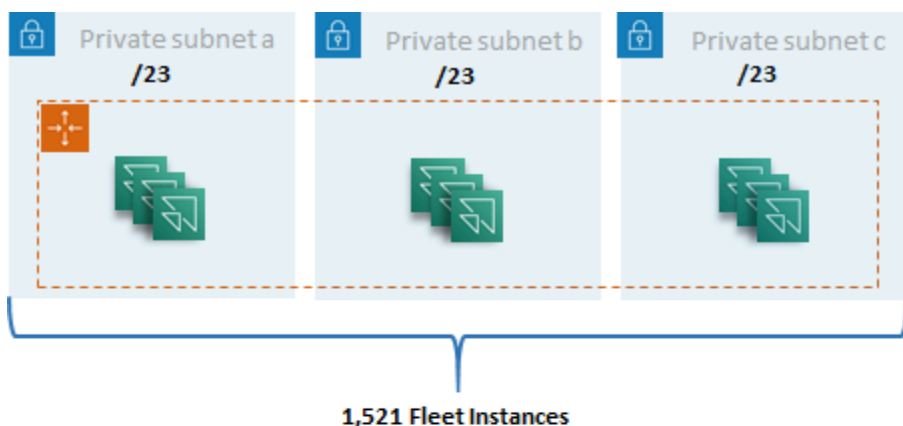 Private subnet a
/23
Private subnet b
/23
Private subnet c
/23
1,521 Fleet Instances